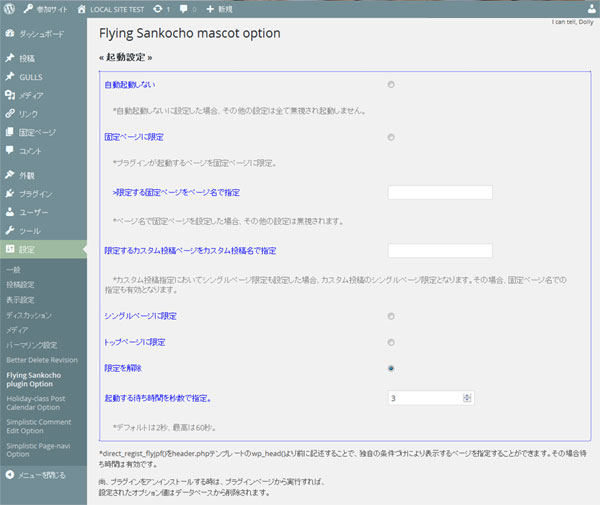 参加サイト LOCAL SITE TEST 1 0 新規
I can tell, Dolly
ダッシュボード
投稿
GULLS
メディア
リンク
固定ページ
コメント
外観
プラグイン
ユーザー
ツール
設定
一般
投稿設定
表示設定
ディスカッション
メディア
パーマリンク設定
Better Delete Revision
Flying Sankocho
plugin Option
Holiday-class Post
Calendar Option
Simplistic Comment
Edit Option
Simplistic Page-navi
Option
メニューを閉じる
Flying Sankocho mascot option
« 起動設定 »
自動起動しない
*自動起動しないに設定した場合、その他の設定は全て無視され起動しません。
固定ページに限定
*プラグインが起動するページを固定ページに限定。
>限定する固定ページをページ名で指定
*ページ名で固定ページを設定した場合、その他の設定は無視されます。
限定するカスタム投稿ページをカスタム投稿名で指定
*カスタム投稿指定においてシングルページ限定も設定した場合、カスタム投稿のシングルページ限定となります。その場合、固定ページ名での
指定も有効となります。
シングルページに限定
トップページに限定
限定を解除
起動する待ち時間を秒数で指定。
3
*デフォルトは2秒、最高は60秒。
*direct_regist_fly(pf)をheader.phpテンプレートのwp_head()より前に記述することで、独自の条件づけにより表示するページを指定することができます。その場合待
ち時間は有効です。
尚、プラグインをアンインストールする時は、プラグインページから実行すれば、
設定されたオプション値はデータベースから削除されます。